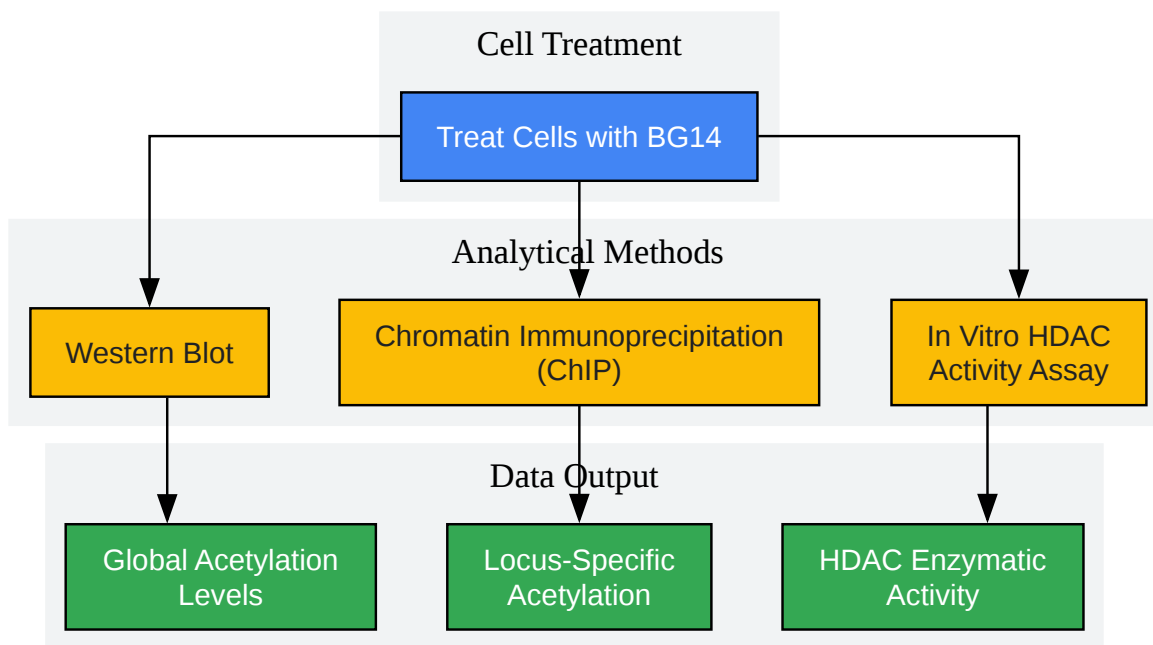 Cell Treatment
Treat Cells with BG14
Analytical Methods
Western Blot
Chromatin Immunoprecipitation
(ChIP)
In Vitro HDAC
Activity Assay
Data Output
Global Acetylation
Levels
Locus-Specific
Acetylation
HDAC Enzymatic
Activity